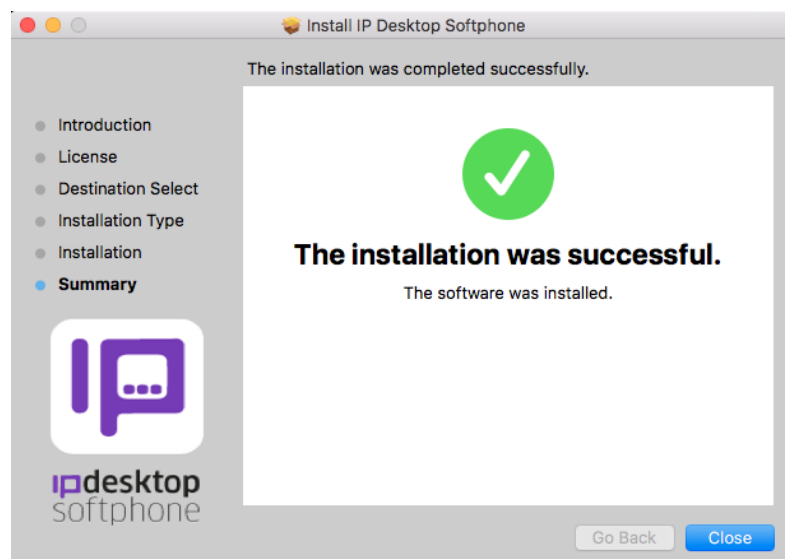 Install IP Desktop Softphone
The installation was completed successfully.
Introduction
License
Destination Select
Installation Type
Installation
Summary
The installation was successful.
The software was installed.
IP
ipdesktop
softphone
Go Back
Close